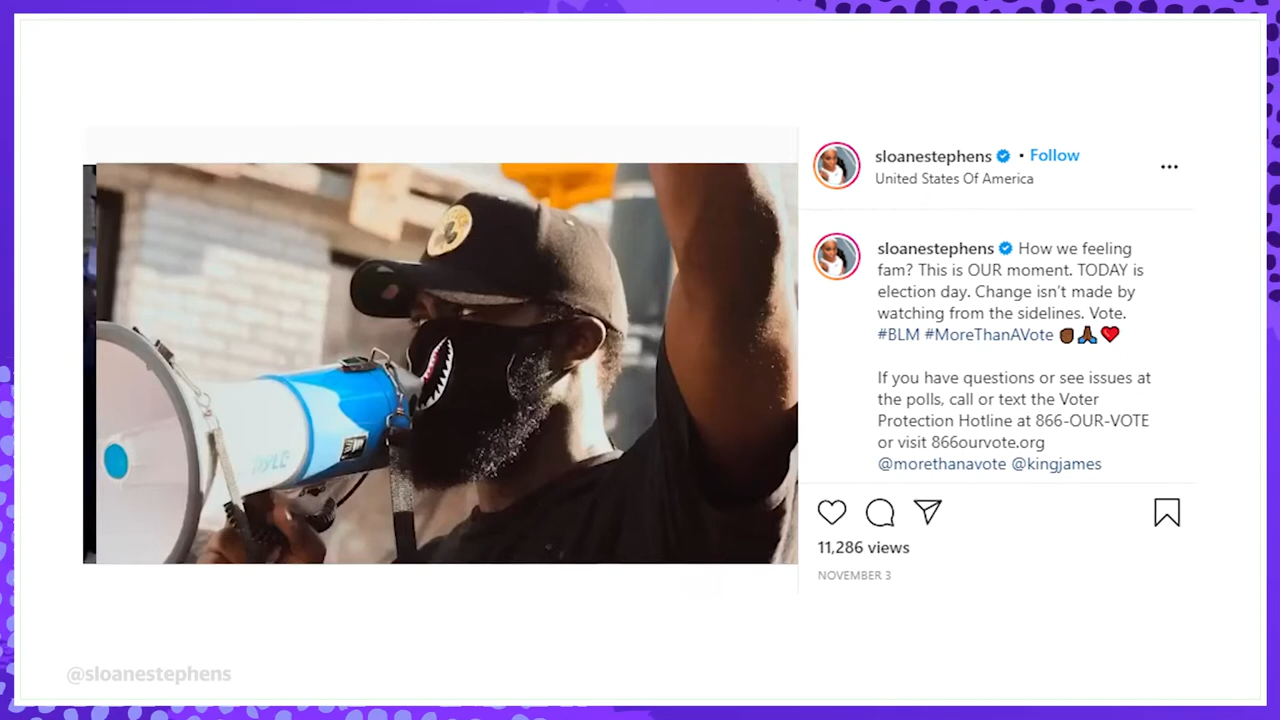 sloanestephens • Follow
United States Of America
sloanestephens How we feeling
fam? This is OUR moment. TODAY is
election day. Change isn’t made by
watching from the sidelines. Vote.
#BLM #MoreThanAVote ✊🏾🙏🏾❤️
If you have questions or see issues at
the polls, call or text the Voter
Protection Hotline at 866-OUR-VOTE
or visit 866ourvote.org
@morethanavote @kingjames
11,286 views
NOVEMBER 3
@sloanestephens